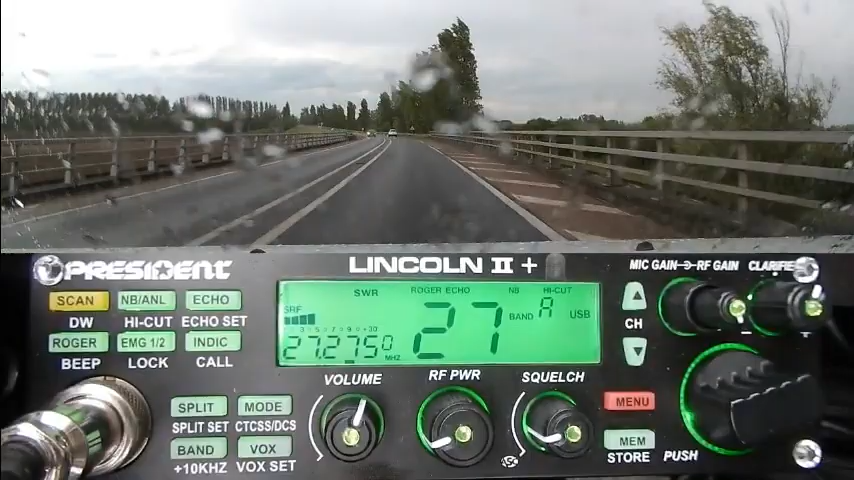 PRESIDENT LINCOLN II +
MIC GAIN RF GAIN CLARIFIER
SCAN NB/ANL ECHO
DW HI-CUT ECHO SET
ROGER EMG 1/2 INDIC
BEEP LOCK CALL
SWR ROGER ECHO NB HI-CUT
SRF 27 BAND A USB
27.2750 MHZ
CH
VOLUME RF PWR SQUELCH
SPLIT MODE
SPLIT SET CTCSS/DCS
BAND VOX
+10KHZ VOX SET
ASC
MENU
MEM
STORE PUSH